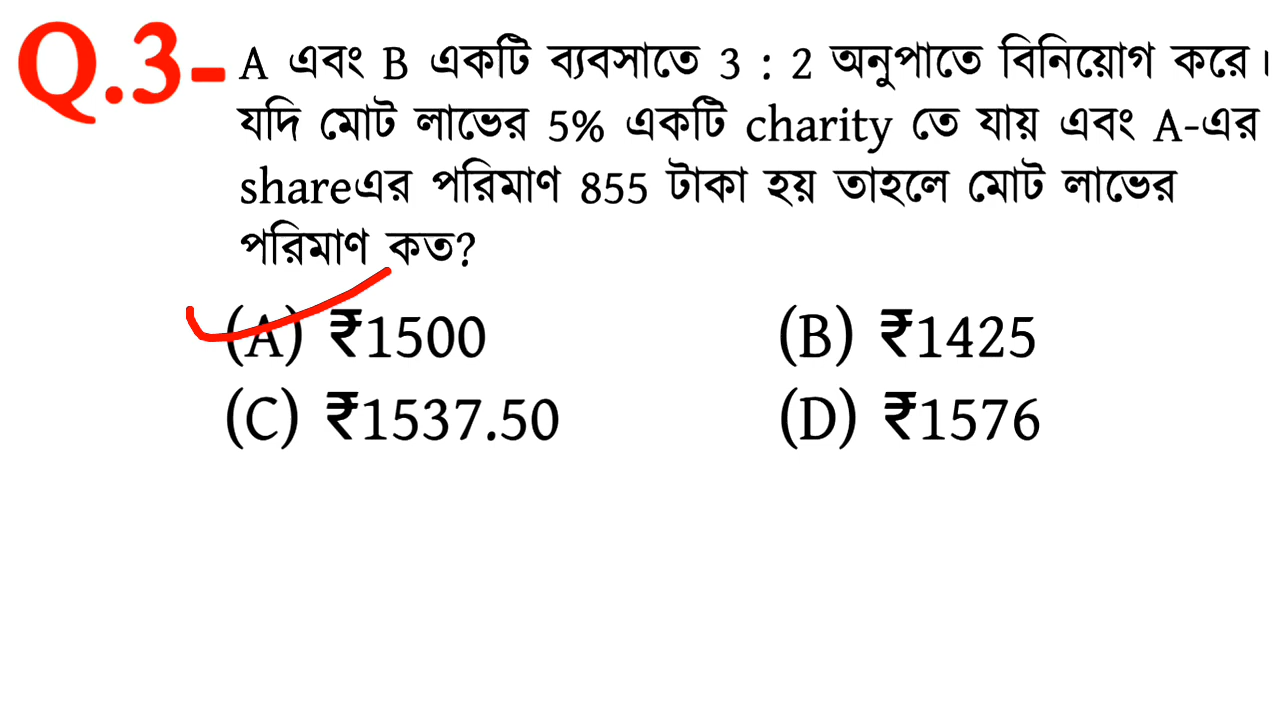 Q.3- A এবং B একটি ব্যবসাতে 3 : 2 অনুপাতে বিনিয়োগ করে।
যদি মোট লাভের 5% একটি charity তে যায় এবং A-এর
shareএর পরিমাণ 855 টাকা হয় তাহলে মোট লাভের
পরিমাণ কত?
(A) ₹1500 (B) ₹1425
(C) ₹1537.50 (D) ₹1576